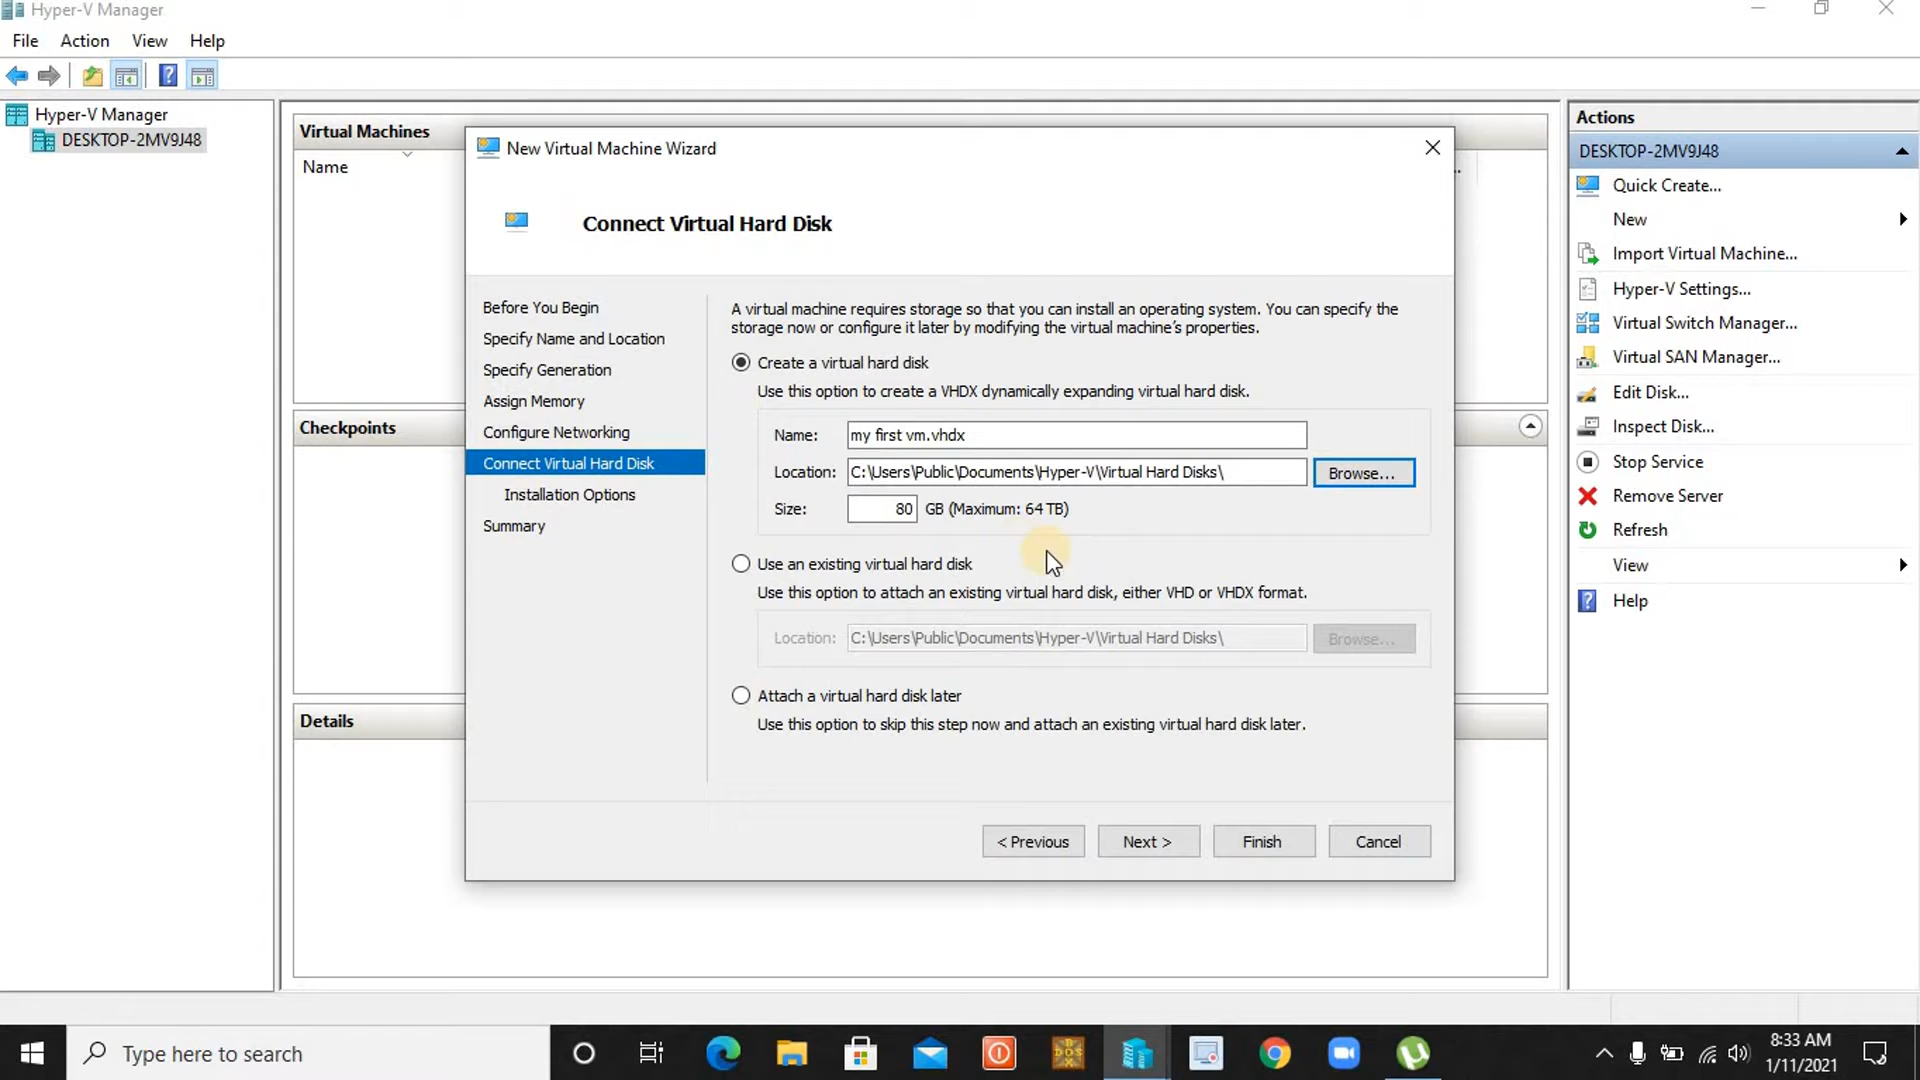 Hyper-V Manager
File Action View Help
Hyper-V Manager
DESKTOP-2MV9J48
Virtual Machines
Name
Checkpoints
Details
New Virtual Machine Wizard
Connect Virtual Hard Disk
Before You Begin
Specify Name and Location
Specify Generation
Assign Memory
Configure Networking
Connect Virtual Hard Disk
Installation Options
Summary
A virtual machine requires storage so that you can install an operating system. You can specify the
storage now or configure it later by modifying the virtual machine's properties.
Create a virtual hard disk
Use this option to create a VHDX dynamically expanding virtual hard disk.
Name: my first vm.vhdx
Location: C:\Users\Public\Documents\Hyper-V\Virtual Hard Disks\ Browse...
Size: 80 GB (Maximum: 64 TB)
Use an existing virtual hard disk
Use this option to attach an existing virtual hard disk, either VHD or VHDX format.
Location: C:\Users\Public\Documents\Hyper-V\Virtual Hard Disks\ Browse...
Attach a virtual hard disk later
Use this option to skip this step now and attach an existing virtual hard disk later.
< Previous Next > Finish Cancel
Actions
DESKTOP-2MV9J48
Quick Create...
New
Import Virtual Machine...
Hyper-V Settings...
Virtual Switch Manager...
Virtual SAN Manager...
Edit Disk...
Inspect Disk...
Stop Service
Remove Server
Refresh
View
Help
Type here to search
DOS
8:33 AM
1/11/2021